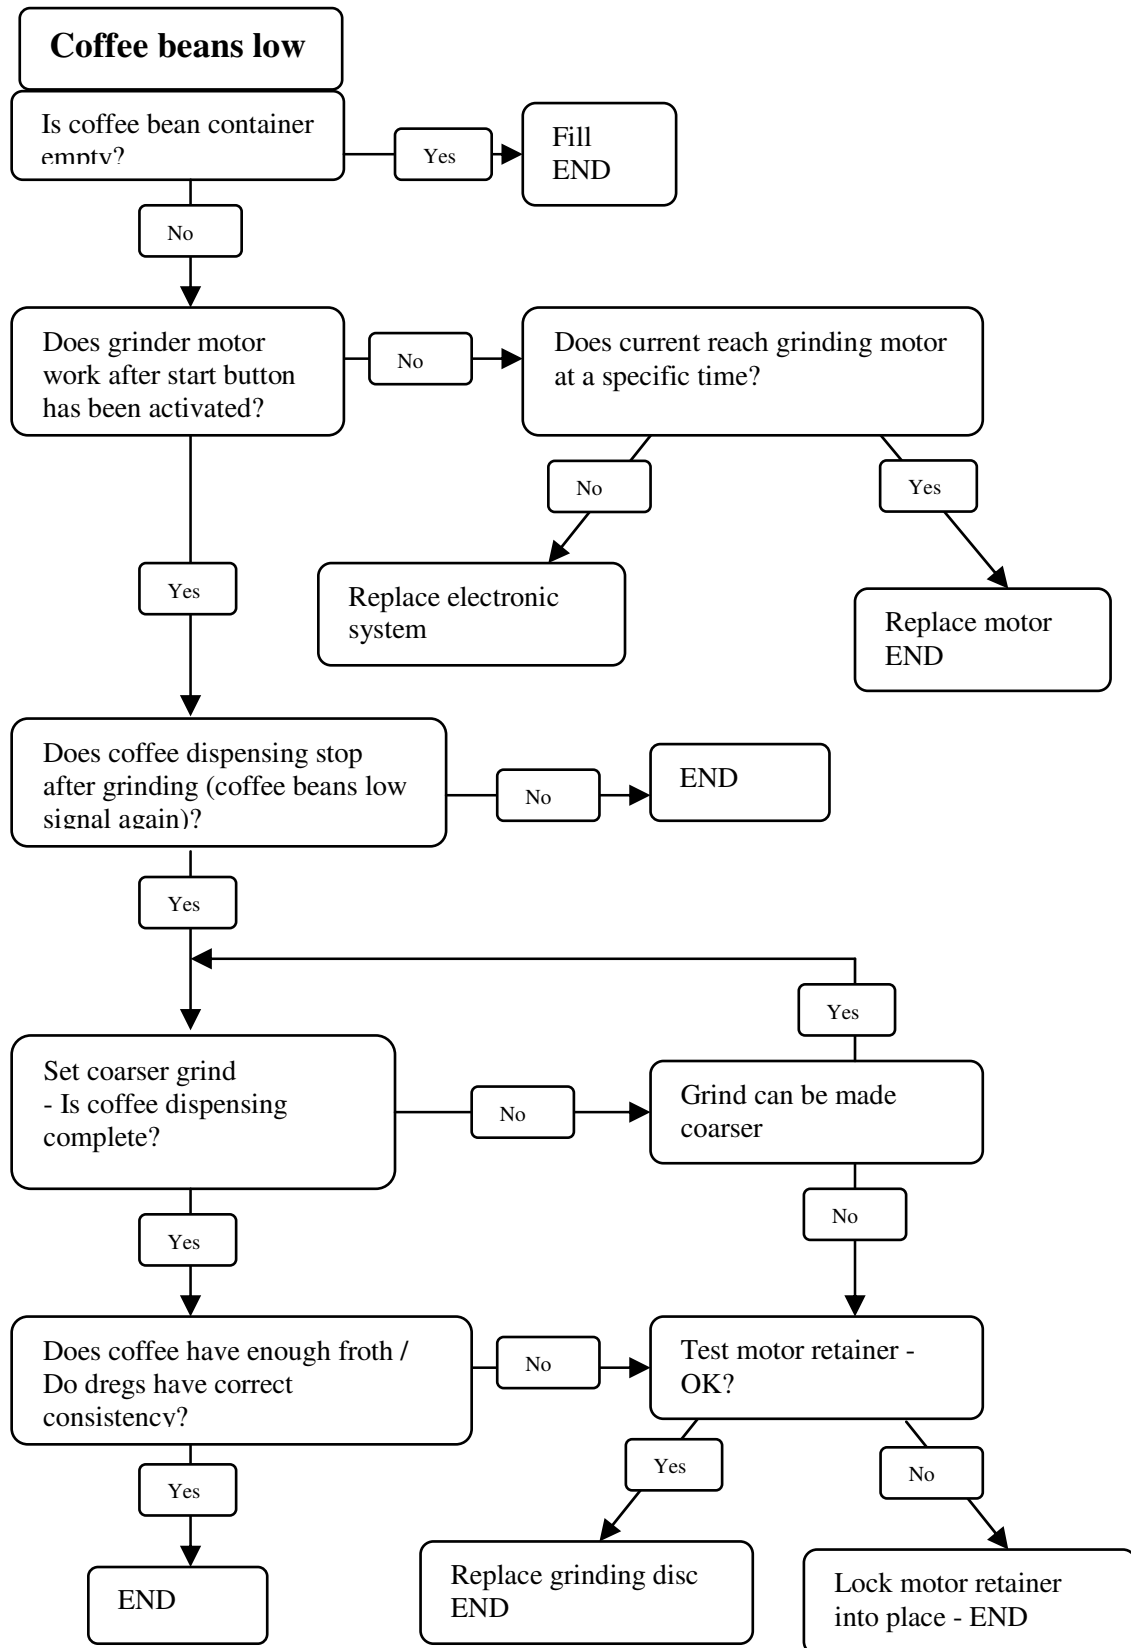 Coffee beans low
Is coffee bean container
empty?
Yes
Fill
END
No
Does grinder motor
work after start button
has been activated?
No
Does current reach grinding motor
at a specific time?
No
Yes
Yes
Replace electronic
system
Replace motor
END
Does coffee dispensing stop
after grinding (coffee beans low
signal again)?
No
END
Yes
Yes
Set coarser grind
- Is coffee dispensing
complete?
No
Grind can be made
coarser
No
Yes
Does coffee have enough froth /
Do dregs have correct
consistency?
No
Test motor retainer -
OK?
Yes
Yes
No
END
Replace grinding disc
END
Lock motor retainer
into place - END